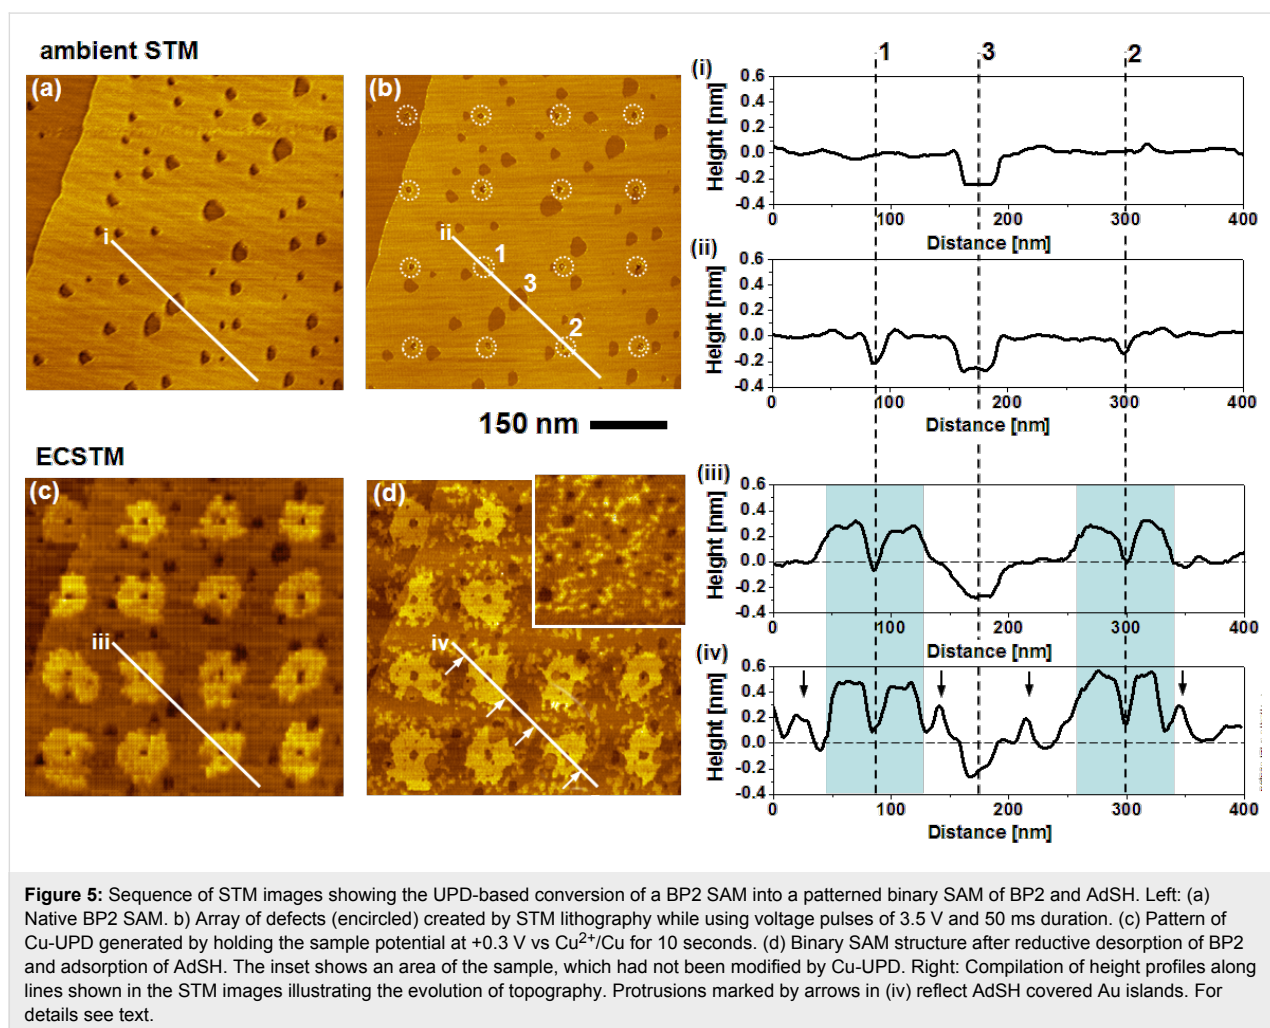 ambient STM
(a)
i
(b)
ii
1
3
2
1 3 2
(i)
0.6
0.4
0.2
0.0
-0.2
-0.4
Height [nm]
0 100 200 300 400
Distance [nm]
(ii)
0.6
0.4
0.2
0.0
-0.2
-0.4
Height [nm]
0 100 200 300 400
Distance [nm]
150 nm
ECSTM
(c)
iii
(d)
iv
(iii)
0.6
0.4
0.2
0.0
-0.2
-0.4
Height [nm]
0 100 200 300 400
Distance [nm]
(iv)
0.6
0.4
0.2
0.0
-0.2
-0.4
Height [nm]
0 100 200 300 400
Distance [nm]
Figure 5: Sequence of STM images showing the UPD-based conversion of a BP2 SAM into a patterned binary SAM of BP2 and AdSH. Left: (a)
Native BP2 SAM. b) Array of defects (encircled) created by STM lithography while using voltage pulses of 3.5 V and 50 ms duration. (c) Pattern of
Cu-UPD generated by holding the sample potential at +0.3 V vs Cu²⁺/Cu for 10 seconds. (d) Binary SAM structure after reductive desorption of BP2
and adsorption of AdSH. The inset shows an area of the sample, which had not been modified by Cu-UPD. Right: Compilation of height profiles along
lines shown in the STM images illustrating the evolution of topography. Protrusions marked by arrows in (iv) reflect AdSH covered Au islands. For
details see text.